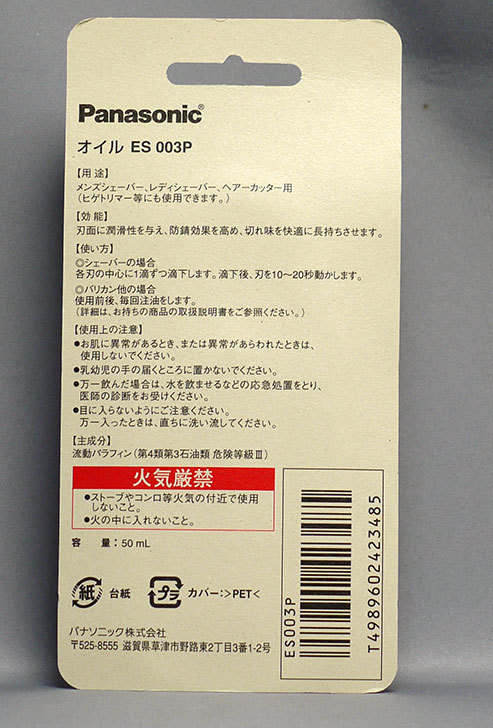 Panasonic®
オイル ES 003P
【用 途】
メンズシェーバー、レディシェーバー、ヘアーカッター用
（ヒゲトリマー等にも使用できます。）
【効 能】
刃面に潤滑性を与え、防錆効果を高め、切れ味を快適に長持ちさせます。
【使い方】
◎シェーバーの場合
各刃の中心に1滴ずつ滴下します。滴下後、刃を10〜20秒動かします。
◎バリカン他の場合
使用前後、毎回注油をします。
（詳細は、お持ちの商品の取扱説明書をご参照ください。）
【使用上の注意】
●お肌に異常があるとき、または異常があらわれたときは、
使用しないでください。
●乳幼児の手の届くところに置かないでください。
●万一飲んだ場合は、水を飲ませるなどの応急処置をとり、
医師の診断をお受けください。
●目に入らないようにご注意ください。
万一入ったときは、直ちに洗い流してください。
【主成分】
流動パラフィン（第4類第3石油類 危険等級Ⅲ）
火気厳禁
●ストーブやコンロ等火気の付近で使用
しないこと。
●火の中に入れないこと。
容 量：50 mL
紙 台紙
プラ カバー：>PET<
パナソニック株式会社
〒525-8555 滋賀県草津市野路東2丁目3番1-2号
ES003P
T4989602423485